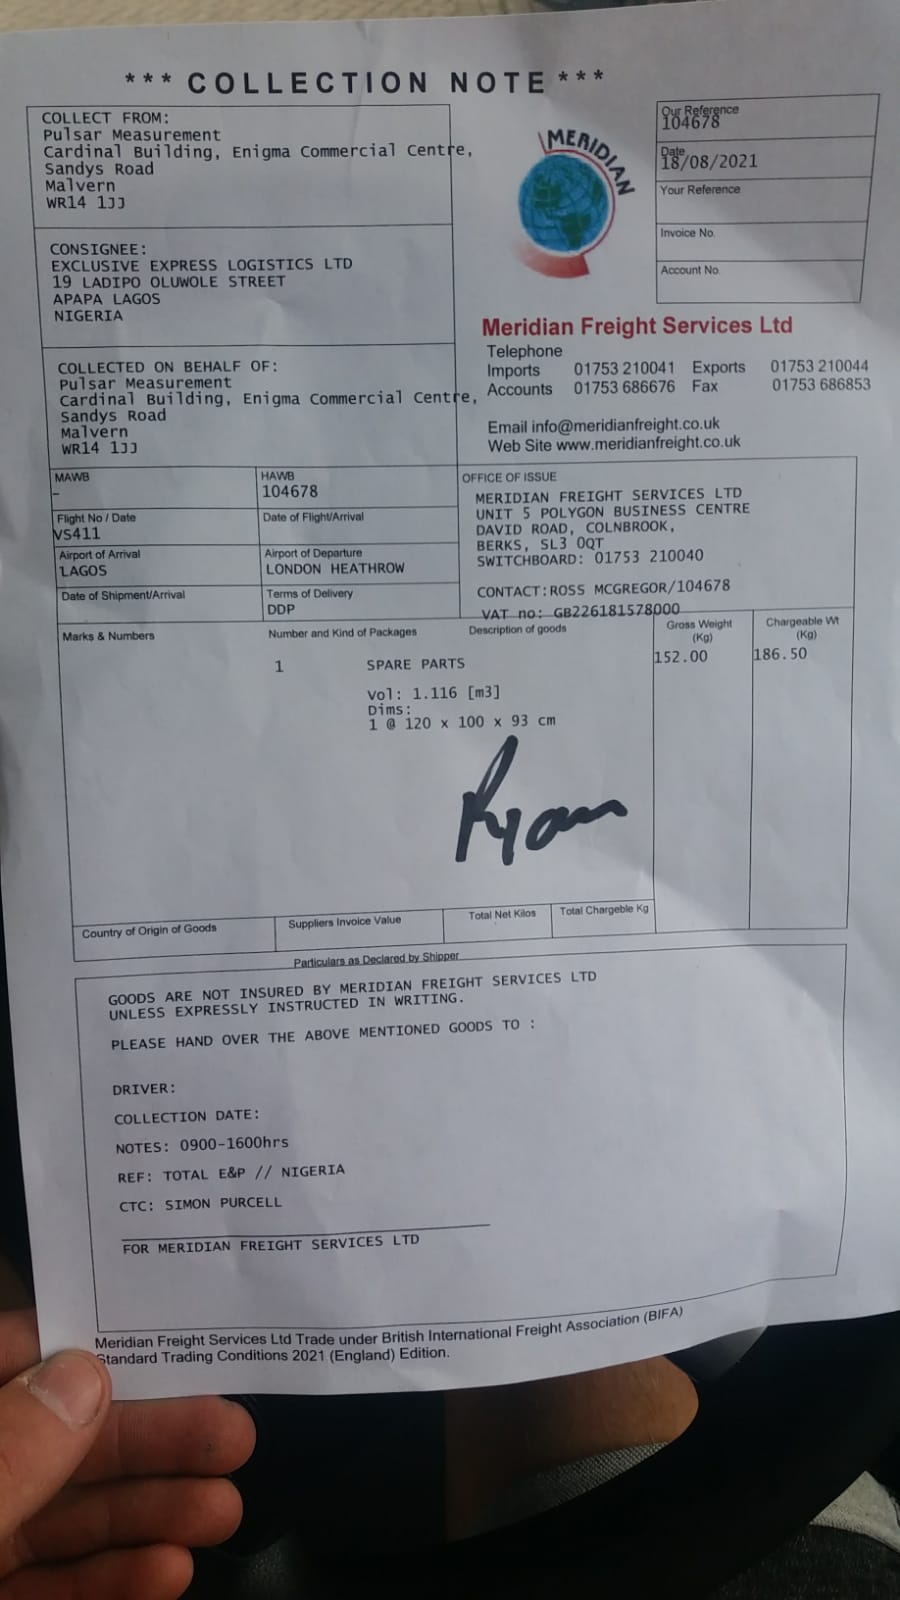 *** COLLECTION NOTE ***
COLLECT FROM:
Pulsar Measurement
Cardinal Building, Enigma Commercial Centre,
Sandys Road
Malvern
WR14 1JJ
MERIDIAN
Our Reference
104678
Date
18/08/2021
Your Reference
Invoice No.
Account No.
CONSIGNEE:
EXCLUSIVE EXPRESS LOGISTICS LTD
19 LADIPO OLUWOLE STREET
APAPA LAGOS
NIGERIA
Meridian Freight Services Ltd
Telephone
Imports 01753 210041 Exports 01753 210044
Accounts 01753 686676 Fax 01753 686853
Email info@meridianfreight.co.uk
Web Site www.meridianfreight.co.uk
COLLECTED ON BEHALF OF:
Pulsar Measurement
Cardinal Building, Enigma Commercial Centre,
Sandys Road
Malvern
WR14 1JJ
MAWB
-
HAWB
104678
Flight No / Date
VS411
Date of Flight/Arrival
Airport of Arrival
LAGOS
Airport of Departure
LONDON HEATHROW
Date of Shipment/Arrival
Terms of Delivery
DDP
OFFICE OF ISSUE
MERIDIAN FREIGHT SERVICES LTD
UNIT 5 POLYGON BUSINESS CENTRE
DAVID ROAD, COLNBROOK,
BERKS, SL3 0QT
SWITCHBOARD: 01753 210040
CONTACT:ROSS MCGREGOR/104678
VAT no: GB226181578000
Marks & Numbers
Number and Kind of Packages
Description of goods
Gross Weight
(Kg)
Chargeable Wt
(Kg)
1 SPARE PARTS 152.00 186.50
Vol: 1.116 [m3]
Dims:
1 @ 120 x 100 x 93 cm
Ryan
Country of Origin of Goods
Suppliers Invoice Value
Total Net Kilos
Total Chargeble Kg
Particulars as Declared by Shipper
GOODS ARE NOT INSURED BY MERIDIAN FREIGHT SERVICES LTD
UNLESS EXPRESSLY INSTRUCTED IN WRITING.
PLEASE HAND OVER THE ABOVE MENTIONED GOODS TO :
DRIVER:
COLLECTION DATE:
NOTES: 0900-1600hrs
REF: TOTAL E&P // NIGERIA
CTC: SIMON PURCELL
FOR MERIDIAN FREIGHT SERVICES LTD
Meridian Freight Services Ltd Trade under British International Freight Association (BIFA)
Standard Trading Conditions 2021 (England) Edition.